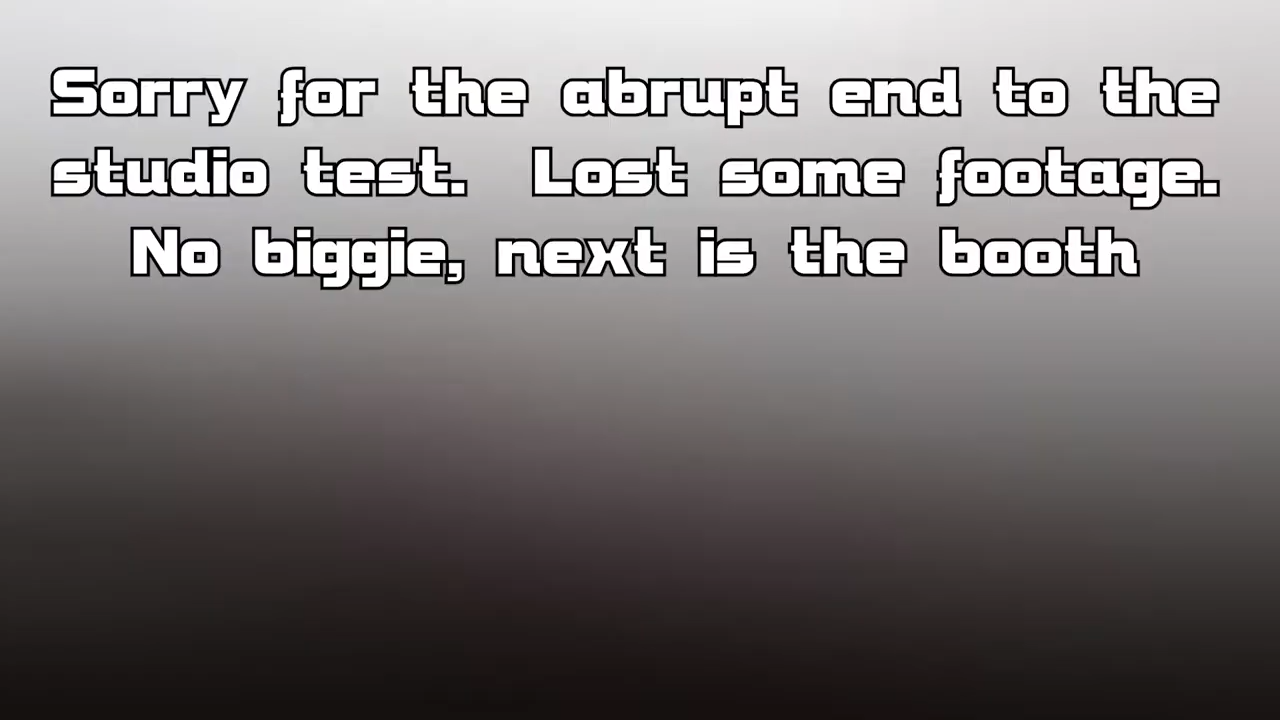 Sorry for the abrupt end to the
studio test. Lost some footage.
No biggie, next is the booth